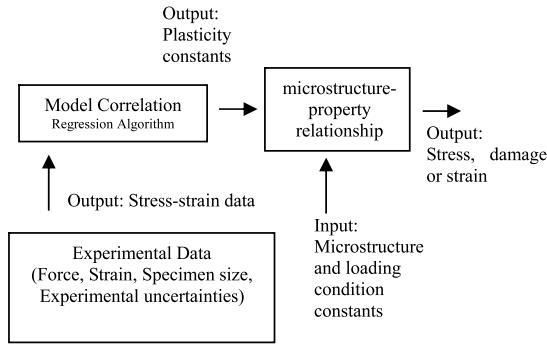 Output:
Plasticity
constants
Model Correlation
Regression Algorithm
microstructure-
property
relationship
Output:
Stress, damage
or strain
Output: Stress-strain data
Input:
Microstructure
and loading
condition
constants
Experimental Data
(Force, Strain, Specimen size,
Experimental uncertainties)